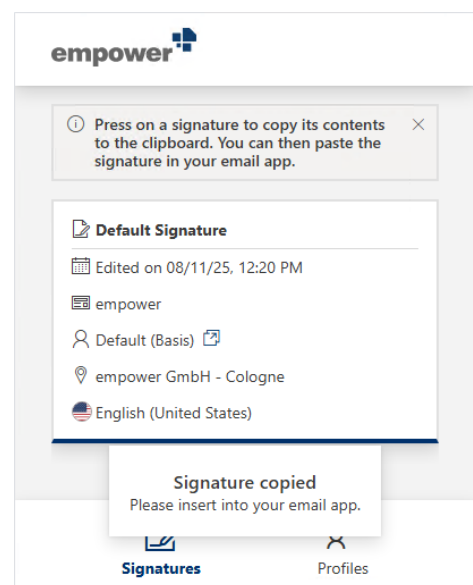 empower
Press on a signature to copy its contents
to the clipboard. You can then paste the
signature in your email app.
Default Signature
Edited on 08/11/25, 12:20 PM
empower
Default (Basis)
empower GmbH - Cologne
English (United States)
Signature copied
Please insert into your email app.
Signatures
Profiles